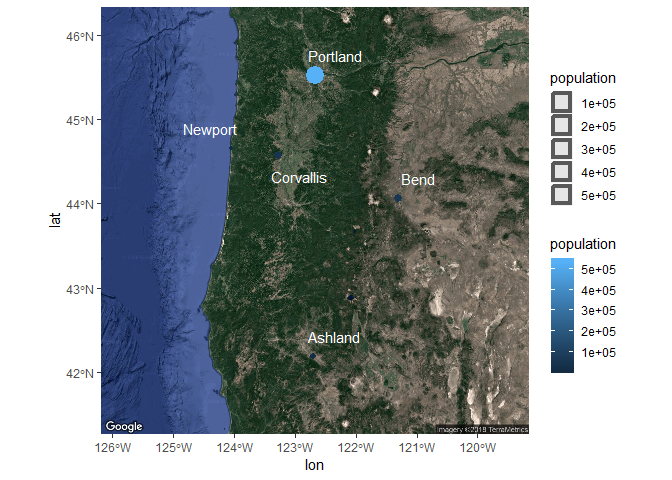 46°N
45°N
44°N
43°N
42°N
lat
Portland
Newport
Corvallis
Bend
Ashland
Google
Imagery ©2018 TerraMetrics
126°W
125°W
124°W
123°W
122°W
121°W
120°W
lon
population
1e+05
2e+05
3e+05
4e+05
5e+05
population
5e+05
4e+05
3e+05
2e+05
1e+05